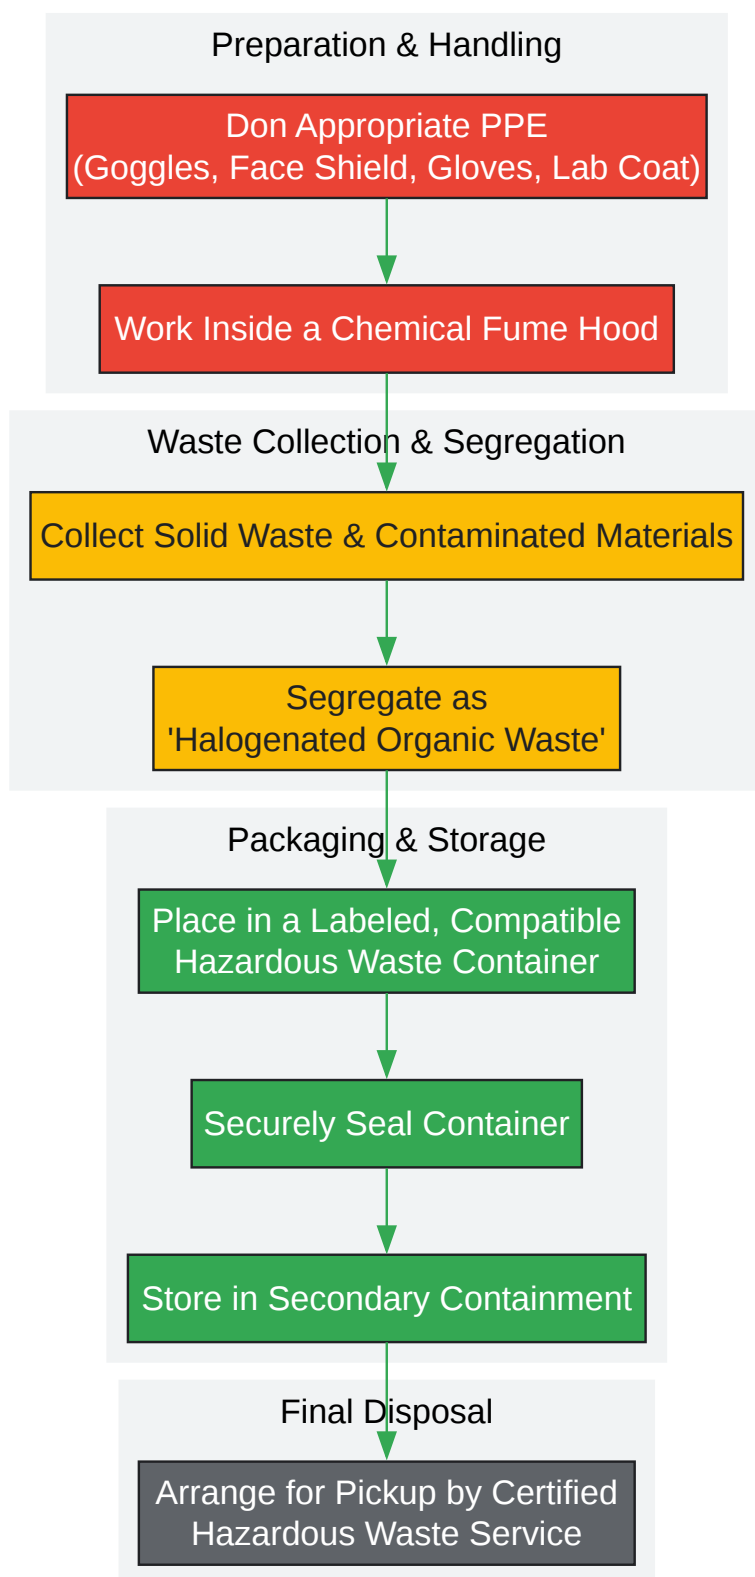 Preparation & Handling
Don Appropriate PPE
(Goggles, Face Shield, Gloves, Lab Coat)
Work Inside a Chemical Fume Hood
Waste Collection & Segregation
Collect Solid Waste & Contaminated Materials
Segregate as
'Halogenated Organic Waste'
Packaging & Storage
Place in a Labeled, Compatible
Hazardous Waste Container
Securely Seal Container
Store in Secondary Containment
Final Disposal
Arrange for Pickup by Certified
Hazardous Waste Service